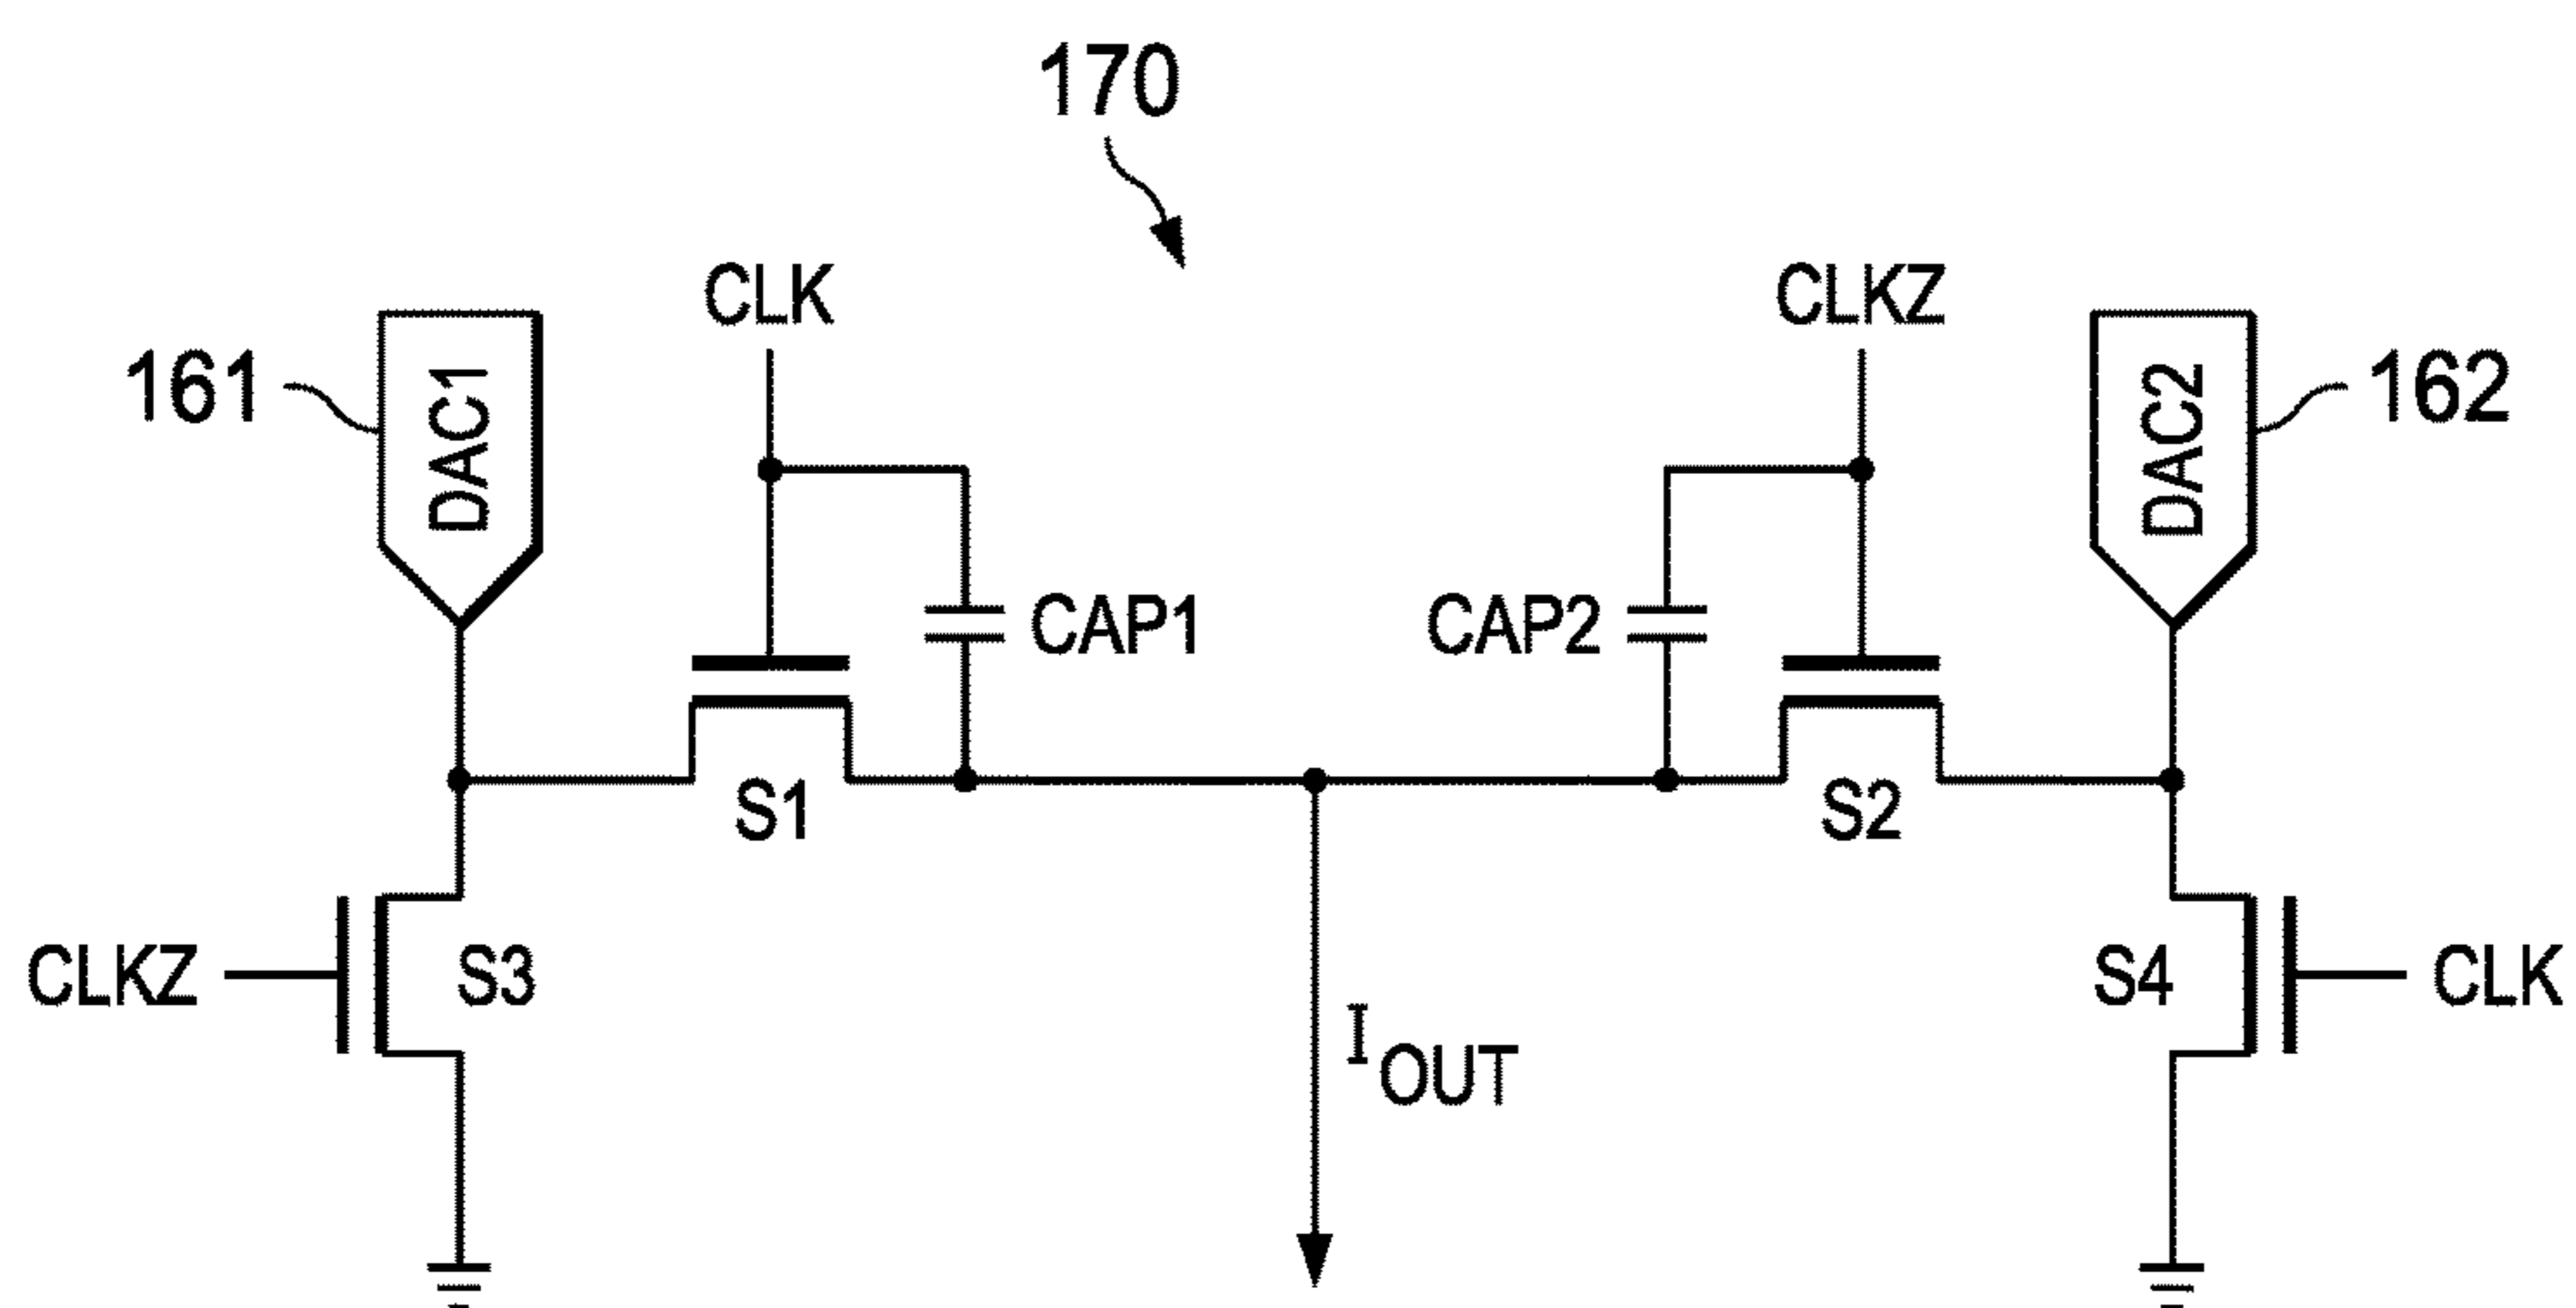 170
CLK
CLKZ
161
DAC1
DAC2
162
CAP1
CAP2
S1
S2
CLKZ
S3
S4
CLK
IOUT